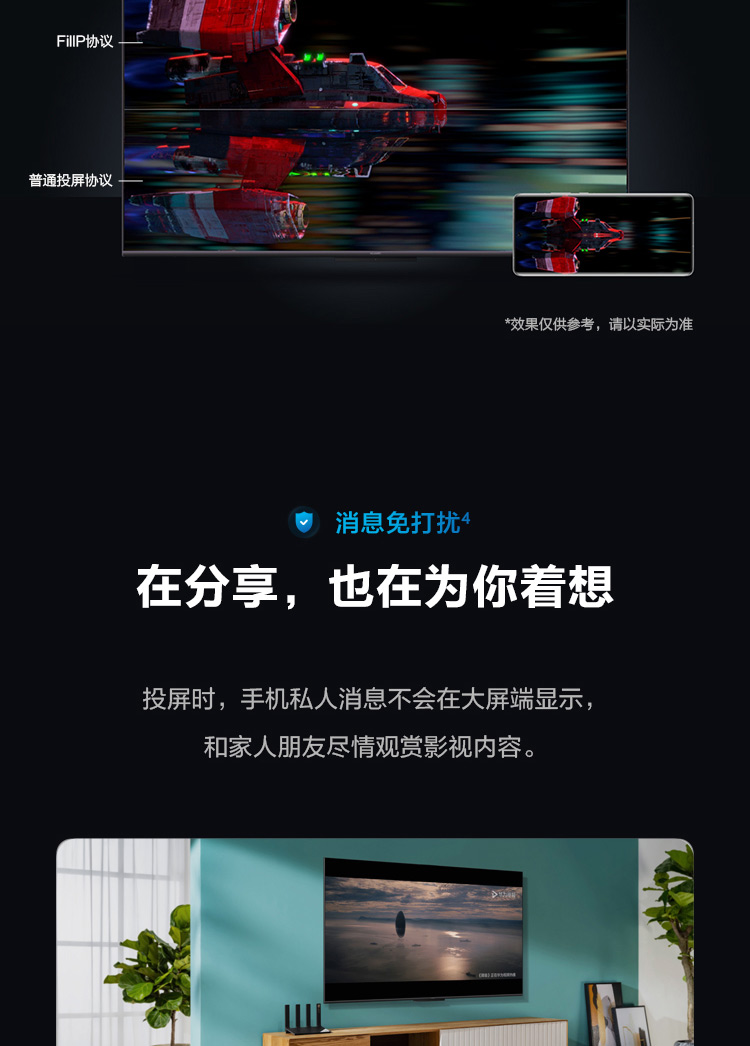 FillP协议
普通投屏协议
*效果仅供参考，请以实际为准
消息免打扰4
在分享，也在为你着想
投屏时，手机私人消息不会在大屏端显示，
和家人朋友尽情观赏影视内容。